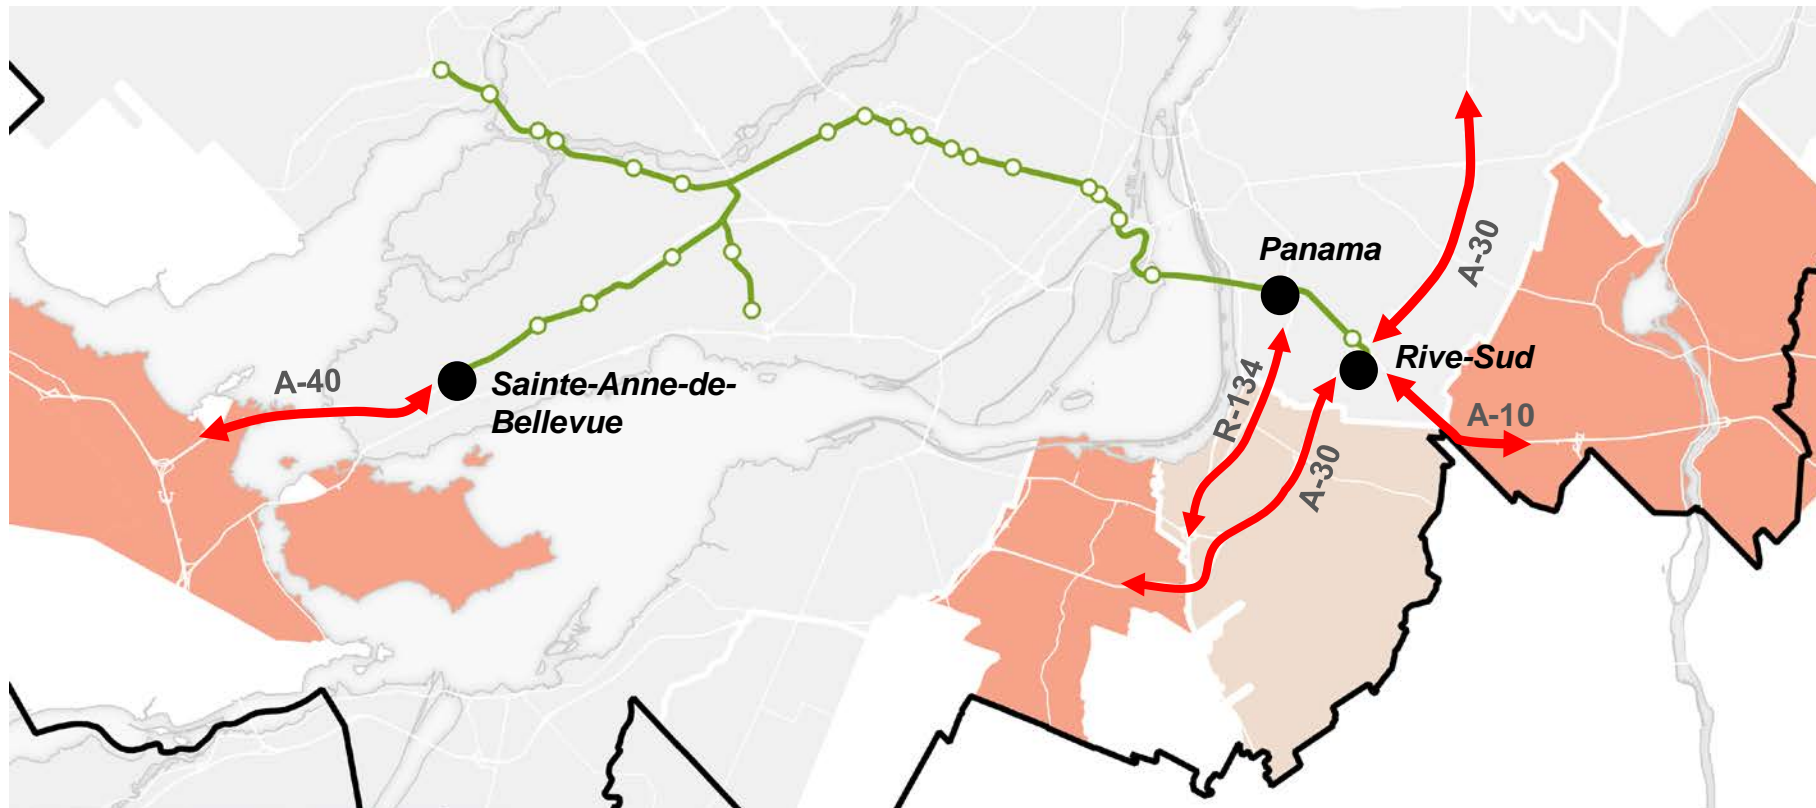 Panama
A-30
Rive-Sud
A-40
Sainte-Anne-de-
Bellevue
R-134
A-10
A-30